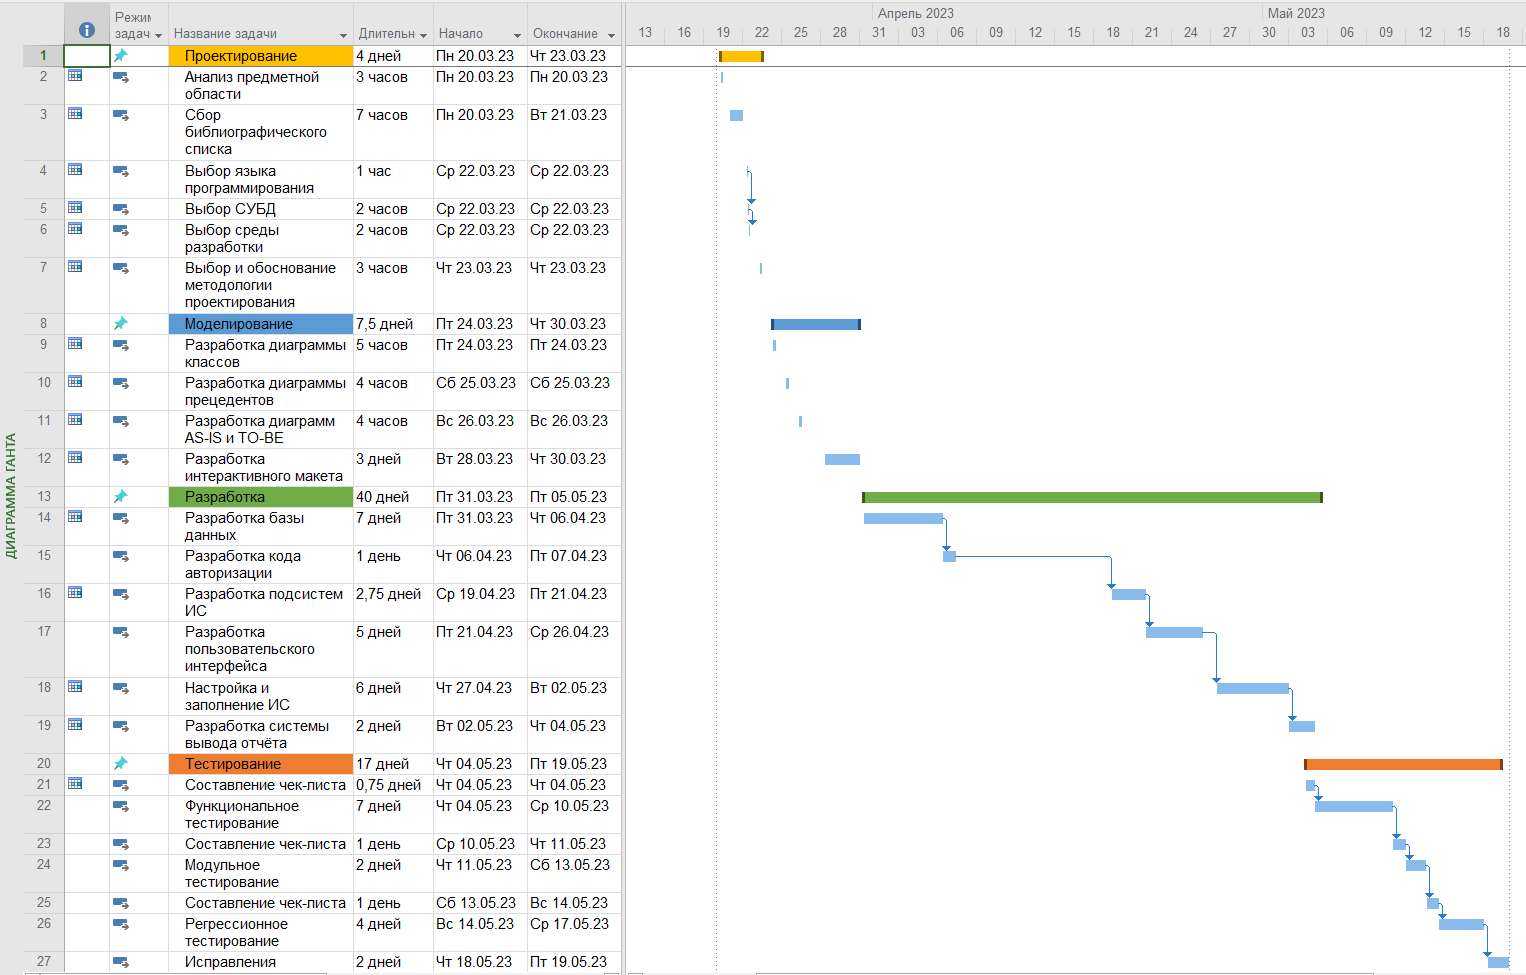 Режим
задачи Название задачи Длительн Начало Окончание
Апрель 2023 Май 2023
13 16 19 22 25 28 31 03 06 09 12 15 18 21 24 27 30 03 06 09 12 15 18
ДИАГРАММА ГАНТА
1 Проектирование 4 дней Пн 20.03.23 Чт 23.03.23
2 Анализ предметной 3 часов Пн 20.03.23 Пн 20.03.23
области
3 Сбор 7 часов Пн 20.03.23 Вт 21.03.23
библиографического
списка
4 Выбор языка 1 час Ср 22.03.23 Ср 22.03.23
программирования
5 Выбор СУБД 2 часов Ср 22.03.23 Ср 22.03.23
6 Выбор среды 2 часов Ср 22.03.23 Ср 22.03.23
разработки
7 Выбор и обоснование 3 часов Чт 23.03.23 Чт 23.03.23
методологии
проектирования
8 Моделирование 7,5 дней Пт 24.03.23 Чт 30.03.23
9 Разработка диаграммы 5 часов Пт 24.03.23 Пт 24.03.23
классов
10 Разработка диаграммы 4 часов Сб 25.03.23 Сб 25.03.23
прецедентов
11 Разработка диаграмм 4 часов Вс 26.03.23 Вс 26.03.23
AS-IS и TO-BE
12 Разработка 3 дней Вт 28.03.23 Чт 30.03.23
интерактивного макета
13 Разработка 40 дней Пт 31.03.23 Пт 05.05.23
14 Разработка базы 7 дней Пт 31.03.23 Чт 06.04.23
данных
15 Разработка кода 1 день Чт 06.04.23 Пт 07.04.23
авторизации
16 Разработка подсистем 2,75 дней Ср 19.04.23 Пт 21.04.23
ИС
17 Разработка 5 дней Пт 21.04.23 Ср 26.04.23
пользовательского
интерфейса
18 Настройка и 6 дней Чт 27.04.23 Вт 02.05.23
заполнение ИС
19 Разработка системы 2 дней Вт 02.05.23 Чт 04.05.23
вывода отчёта
20 Тестирование 17 дней Чт 04.05.23 Пт 19.05.23
21 Составление чек-листа 0,75 дней Чт 04.05.23 Чт 04.05.23
22 Функциональное 7 дней Чт 04.05.23 Ср 10.05.23
тестирование
23 Составление чек-листа 1 день Ср 10.05.23 Чт 11.05.23
24 Модульное 2 дней Чт 11.05.23 Сб 13.05.23
тестирование
25 Составление чек-листа 1 день Сб 13.05.23 Вс 14.05.23
26 Регрессионное 4 дней Вс 14.05.23 Ср 17.05.23
тестирование
27 Исправления 2 дней Чт 18.05.23 Пт 19.05.23